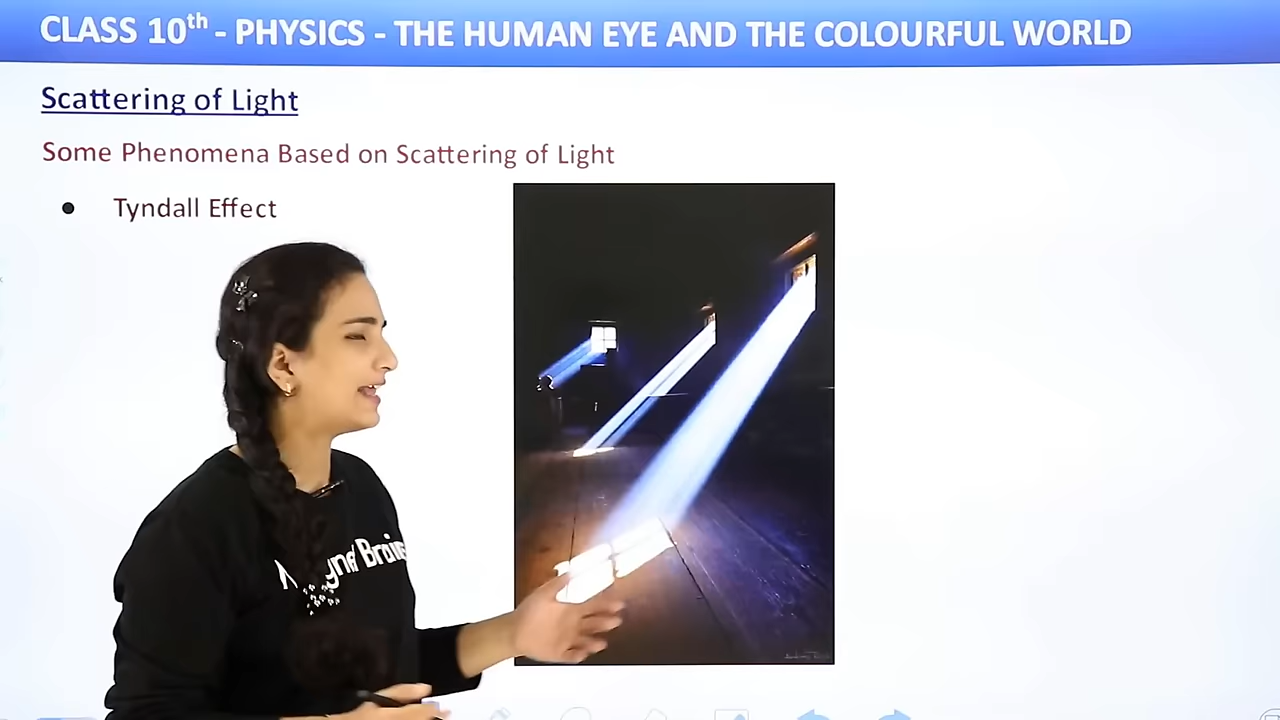 CLASS 10th - PHYSICS - THE HUMAN EYE AND THE COLOURFUL WORLD
Scattering of Light
Some Phenomena Based on Scattering of Light
● Tyndall Effect